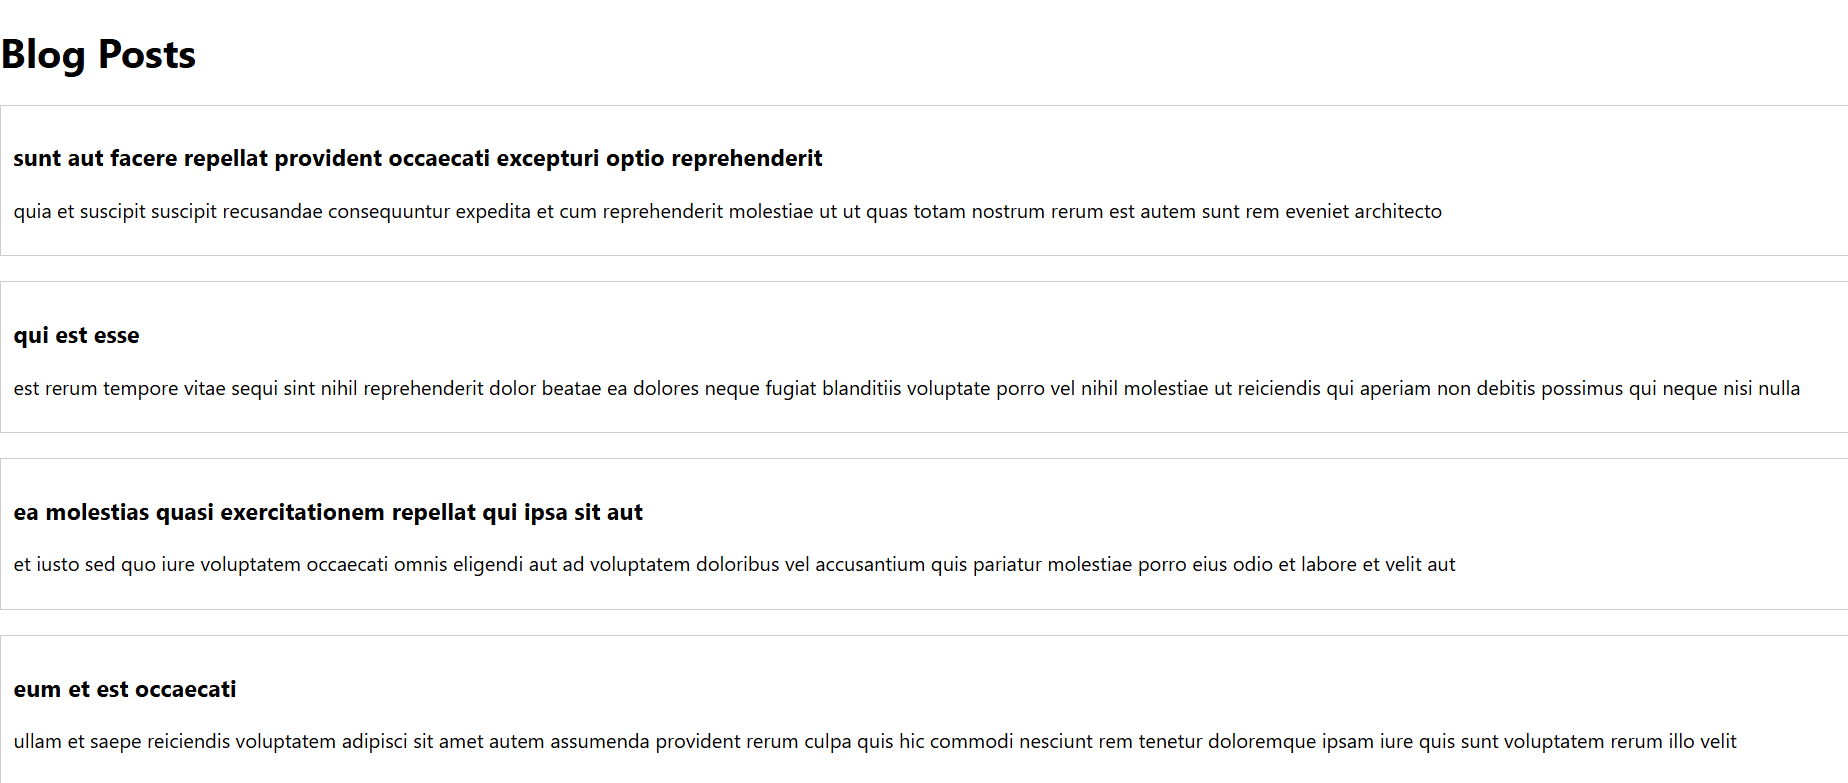 Blog Posts
sunt aut facere repellat provident occaecati excepturi optio reprehenderit
quia et suscipit suscipit recusandae consequuntur expedita et cum reprehenderit molestiae ut ut quas totam nostrum rerum est autem sunt rem eveniet architecto
qui est esse
est rerum tempore vitae sequi sint nihil reprehenderit dolor beatae ea dolores neque fugiat blanditiis voluptate porro vel nihil molestiae ut reiciendis qui aperiam non debitis possimus qui neque nisi nulla
ea molestias quasi exercitationem repellat qui ipsa sit aut
et iusto sed quo iure voluptatem occaecati omnis eligendi aut ad voluptatem doloribus vel accusantium quis pariatur molestiae porro eius odio et labore et velit aut
eum et est occaecati
ullam et saepe reiciendis voluptatem adipisci sit amet autem assumenda provident rerum culpa quis hic commodi nesciunt rem tenetur doloremque ipsam iure quis sunt voluptatem rerum illo velit